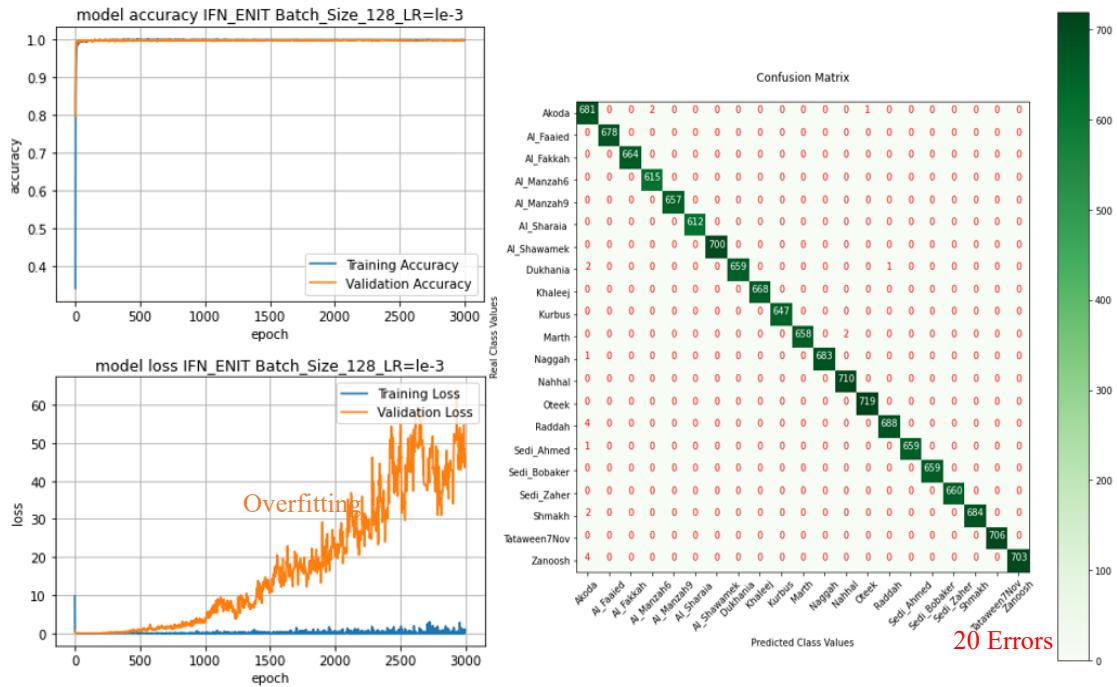 model accuracy IFN_ENIT Batch_Size_128_LR=le-3
1.0
0.9
0.8
0.7
0.6
0.5
0.4
accuracy
Training Accuracy
Validation Accuracy
0 500 1000 1500 2000 2500 3000
epoch
model loss IFN_ENIT Batch_Size_128_LR=le-3
60
50
40
30
20
10
0
loss
Training Loss
Validation Loss
Overfitting
0 500 1000 1500 2000 2500 3000
epoch
Confusion Matrix
Real Class Values
Akoda 681 0 0 2 0 0 0 0 0 0 0 0 0 1 0 0 0 0 0 0 0
Al_Faaied 0 678 0 0 0 0 0 0 0 0 0 0 0 0 0 0 0 0 0 0 0
Al_Fakkah 0 0 664 0 0 0 0 0 0 0 0 0 0 0 0 0 0 0 0 0 0
Al_Manzah6 0 0 0 615 0 0 0 0 0 0 0 0 0 0 0 0 0 0 0 0 0
Al_Manzah9 0 0 0 0 657 0 0 0 0 0 0 0 0 0 0 0 0 0 0 0 0
Al_Sharaia 0 0 0 0 0 612 0 0 0 0 0 0 0 0 0 0 0 0 0 0 0
Al_Shawamek 0 0 0 0 0 0 700 0 0 0 0 0 0 0 0 0 0 0 0 0 0
Dukhania 2 0 0 0 0 0 0 659 0 0 0 0 0 0 1 0 0 0 0 0 0
Khaleej 0 0 0 0 0 0 0 0 668 0 0 0 0 0 0 0 0 0 0 0 0
Kurbus 0 0 0 0 0 0 0 0 0 647 0 0 0 0 0 0 0 0 0 0 0
Marth 0 0 0 0 0 0 0 0 0 0 658 0 2 0 0 0 0 0 0 0 0
Naggah 1 0 0 0 0 0 0 0 0 0 0 683 0 0 0 0 0 0 0 0 0
Nahhal 0 0 0 0 0 0 0 0 0 0 0 0 710 0 0 0 0 0 0 0 0
Oteek 0 0 0 0 0 0 0 0 0 0 0 0 0 719 0 0 0 0 0 0 0
Raddah 4 0 0 0 0 0 0 0 0 0 0 0 0 0 688 0 0 0 0 0 0
Sedi_Ahmed 1 0 0 0 0 0 0 0 0 0 0 0 0 0 0 659 0 0 0 0 0
Sedi_Bobaker 0 0 0 0 0 0 0 0 0 0 0 0 0 0 0 0 659 0 0 0 0
Sedi_Zaher 0 0 0 0 0 0 0 0 0 0 0 0 0 0 0 0 0 660 0 0 0
Shmakh 2 0 0 0 0 0 0 0 0 0 0 0 0 0 0 0 0 0 684 0 0
Tataween7Nov 0 0 0 0 0 0 0 0 0 0 0 0 0 0 0 0 0 0 0 706 0
Zanoosh 4 0 0 0 0 0 0 0 0 0 0 0 0 0 0 0 0 0 0 0 703
Akoda Al_Faaied Al_Fakkah Al_Manzah6 Al_Manzah9 Al_Sharaia Al_Shawamek Dukhania Khaleej Kurbus Marth Naggah Nahhal Oteek Raddah Sedi_Ahmed Sedi_Bobaker Sedi_Zaher Shmakh Tataween7Nov Zanoosh
Predicted Class Values
20 Errors
700
600
500
400
300
200
100
0